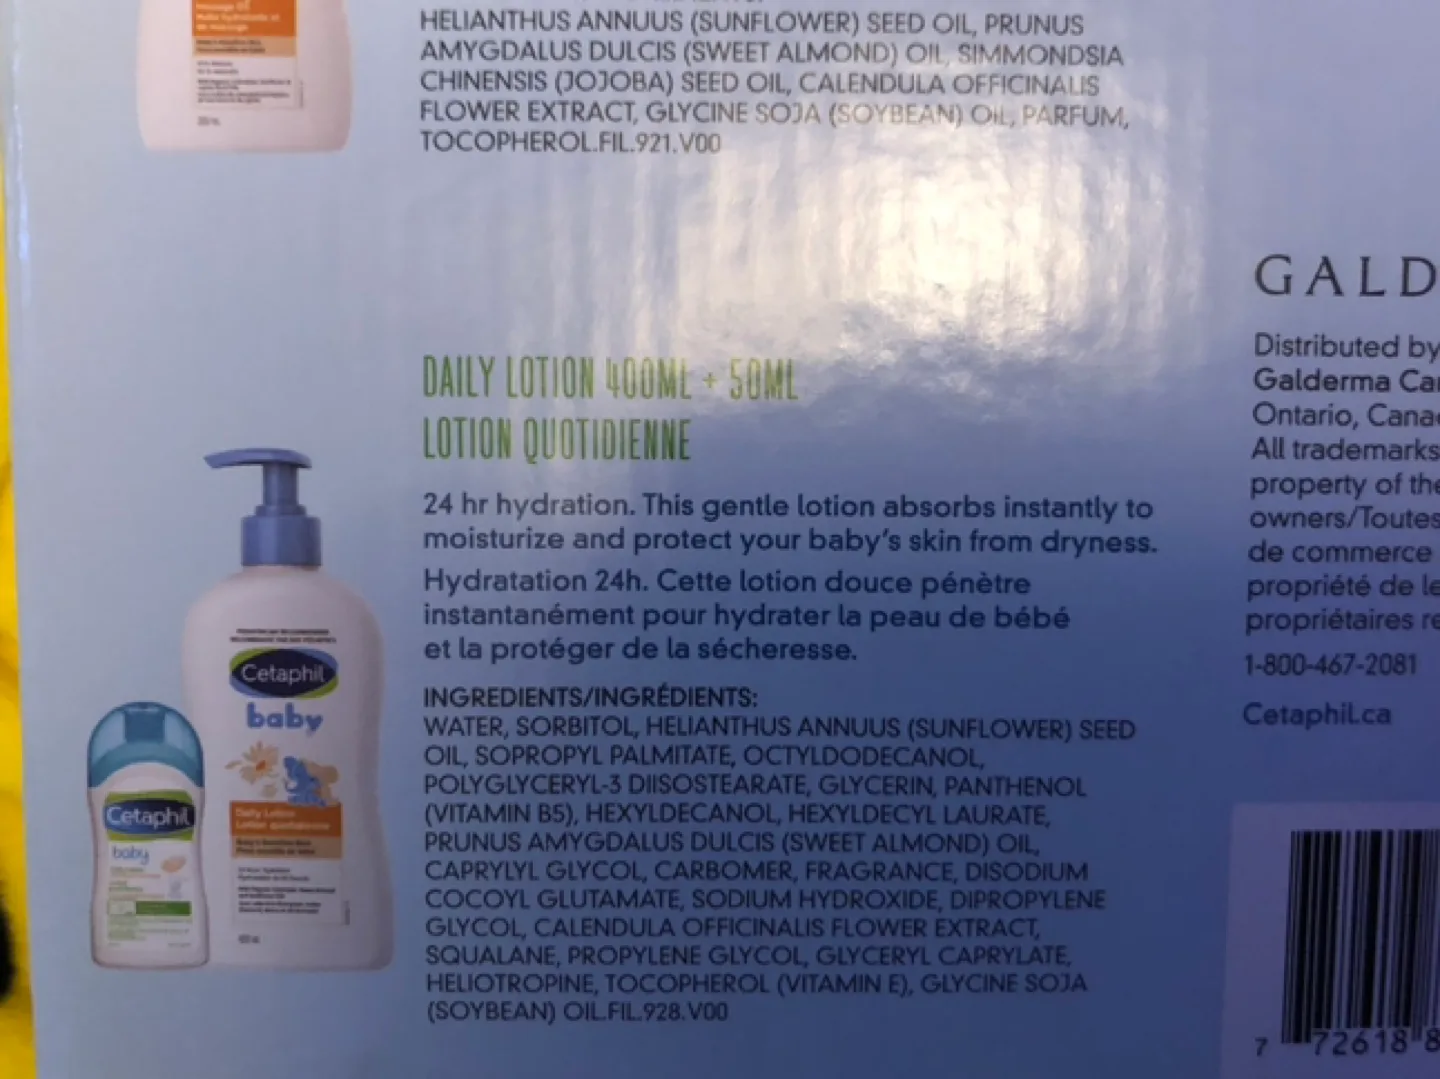 HELIANTHUS ANNUUS (SUNFLOWER) SEED OIL, PRUNUS
AMYGDALUS DULCIS (SWEET ALMOND) OIL, SIMMONDSIA
CHINENSIS (JOJOBA) SEED OIL, CALENDULA OFFICINALIS
FLOWER EXTRACT, GLYCINE SOJA (SOYBEAN) OIL, PARFUM,
TOCOPHEROL.FIL.921.V00
DAILY LOTION 400ML + 50ML
LOTION QUOTIDIENNE
24 hr hydration. This gentle lotion absorbs instantly to
moisturize and protect your baby's skin from dryness.
Hydratation 24h. Cette lotion douce pénètre
instantanément pour hydrater la peau de bébé
et la protéger de la sécheresse.
INGREDIENTS/INGRÉDIENTS:
WATER, SORBITOL, HELIANTHUS ANNUUS (SUNFLOWER) SEED
OIL, SOPROPYL PALMITATE, OCTYLDODECANOL,
POLYGLYCERYL-3 DIISOSTEARATE, GLYCERIN, PANTHENOL
(VITAMIN B5), HEXYLDECANOL, HEXYLDECYL LAURATE,
PRUNUS AMYGDALUS DULCIS (SWEET ALMOND) OIL,
CAPRYLYL GLYCOL, CARBOMER, FRAGRANCE, DISODIUM
COCOYL GLUTAMATE, SODIUM HYDROXIDE, DIPROPYLENE
GLYCOL, CALENDULA OFFICINALIS FLOWER EXTRACT,
SQUALANE, PROPYLENE GLYCOL, GLYCERYL CAPRYLATE,
HELIOTROPINE, TOCOPHEROL (VITAMIN E), GLYCINE SOJA
(SOYBEAN) OIL.FIL.928.V00
Cetaphil
baby
Daily Lotion
Lotion quotidienne
Cetaphil
baby
GALD
Distributed by
Galderma Ca
Ontario, Cana
All trademarks
property of the
owners/Toutes
de commerce
propriété de le
propriétaires re
1-800-467-2081
Cetaphil.ca
7 72618 8